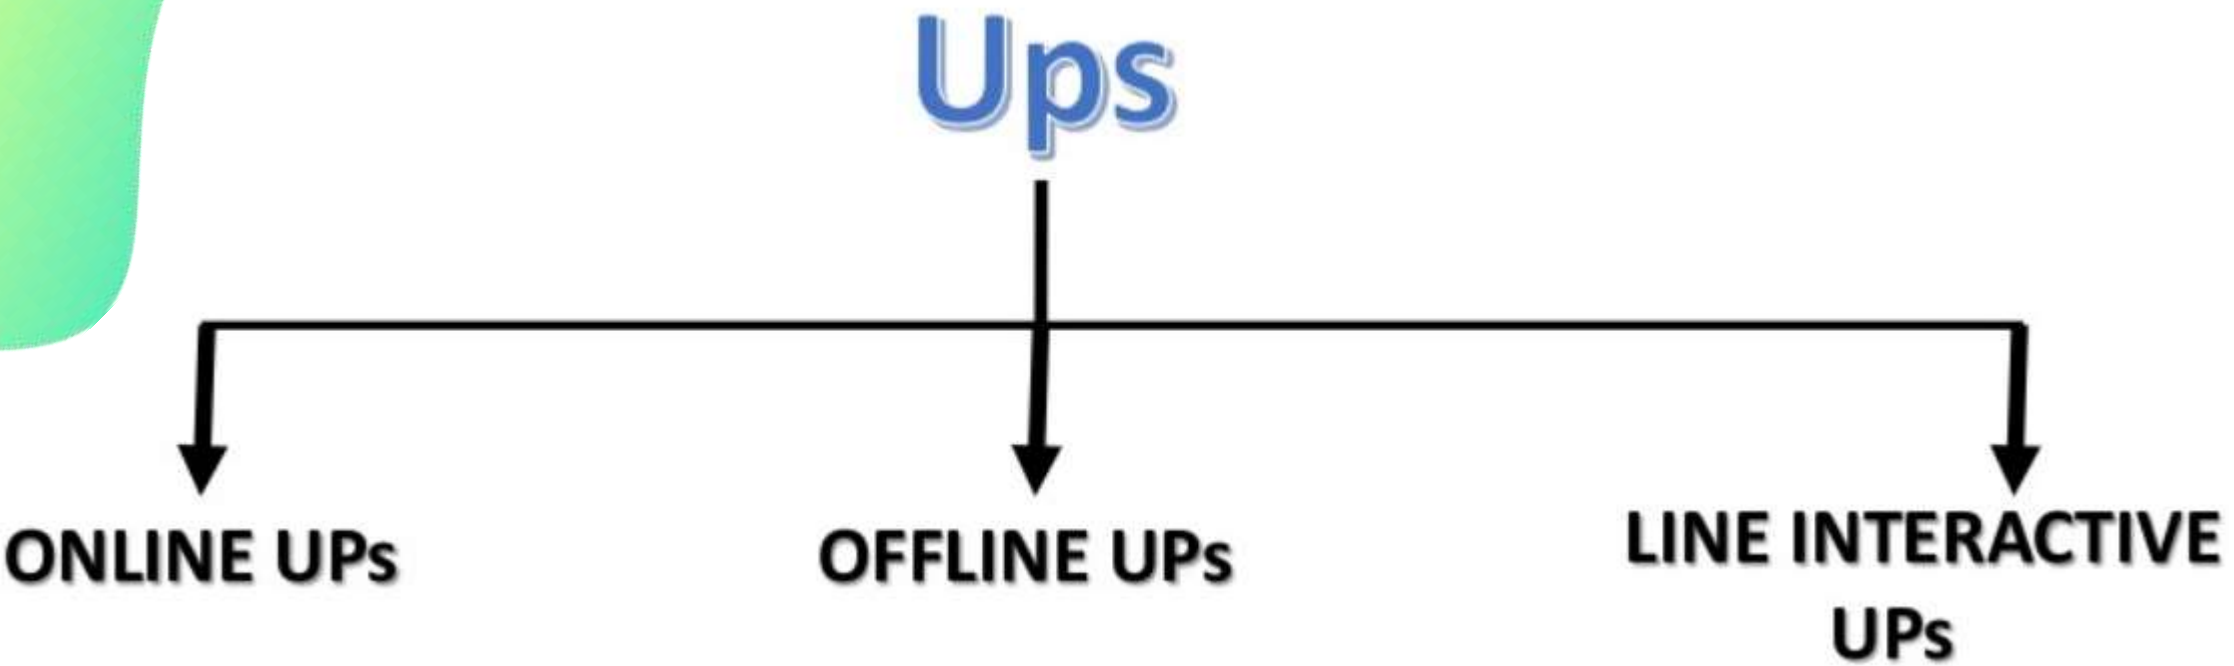 Ups
ONLINE UPs
OFFLINE UPs
LINE INTERACTIVE
UPs